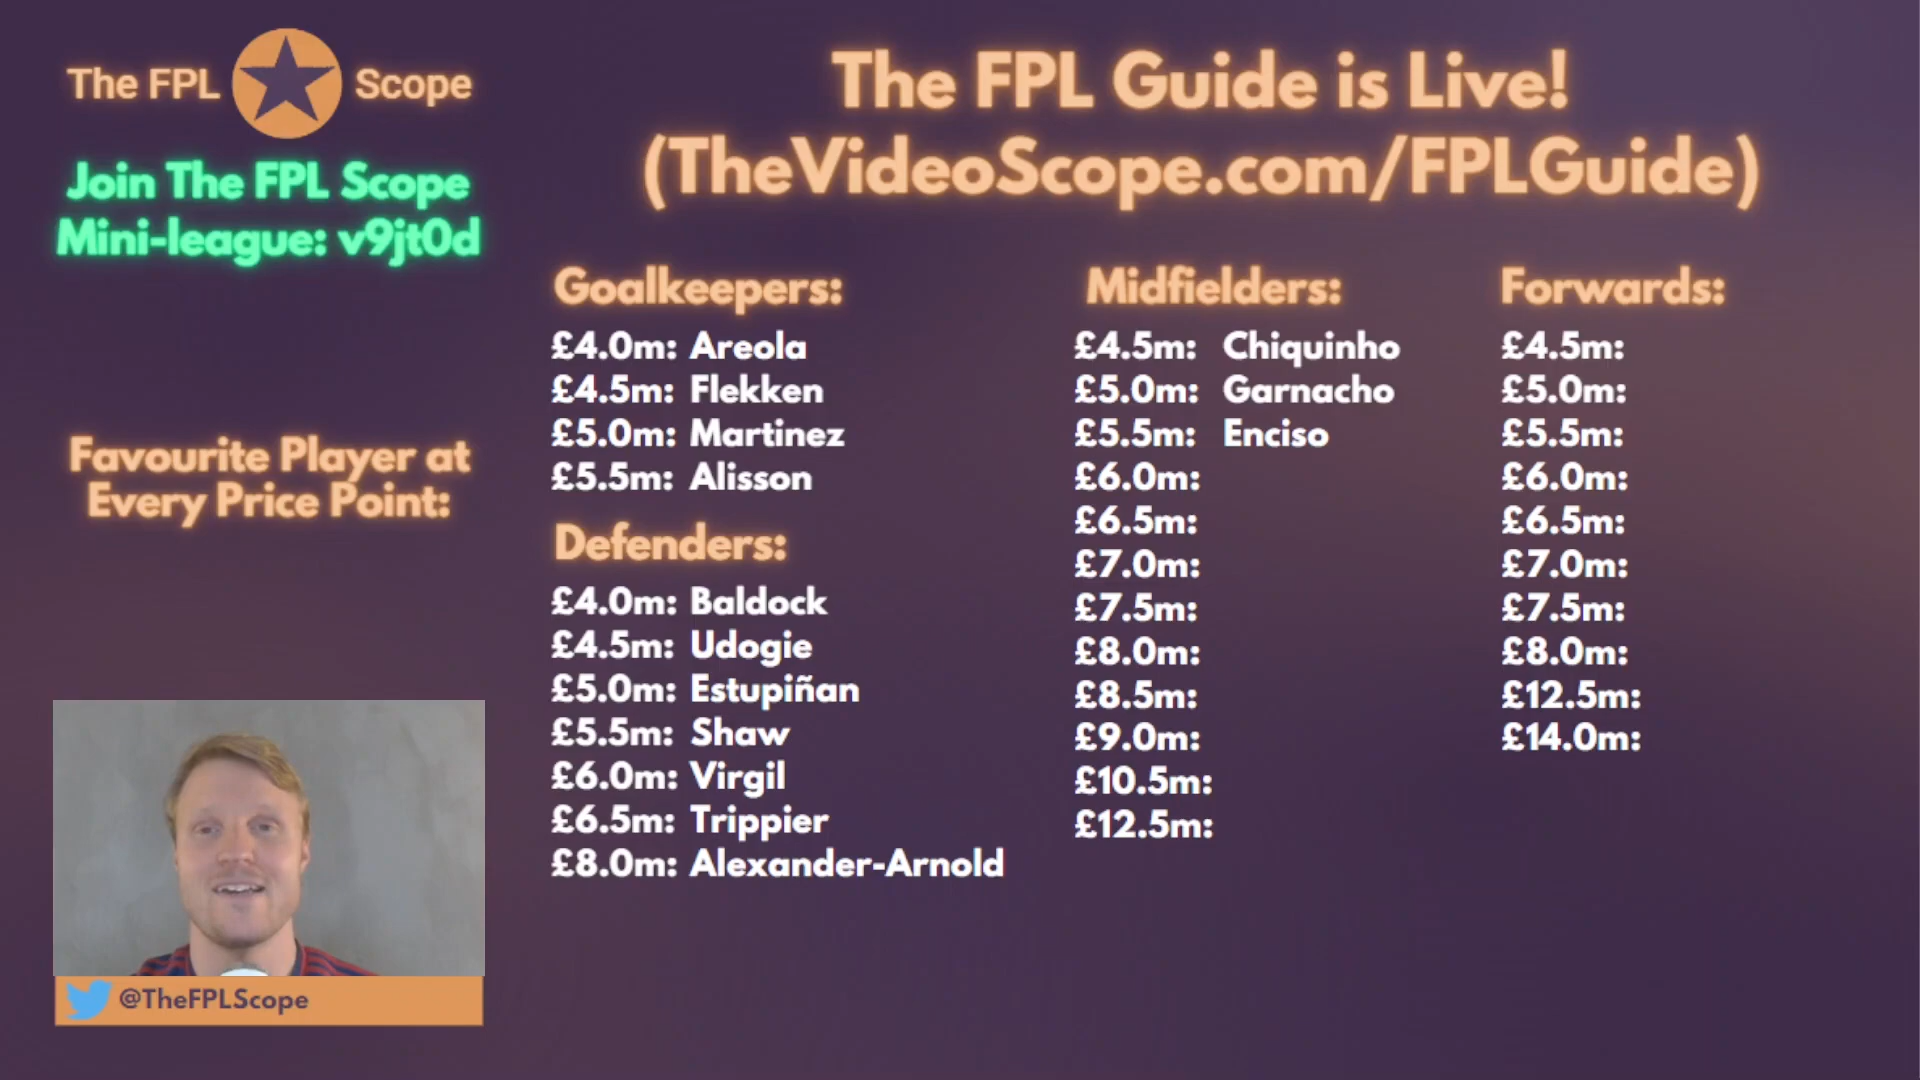 The FPL Scope
Join The FPL Scope
Mini-league: v9jt0d
The FPL Guide is Live!
(TheVideoScope.com/FPLGuide)
Favourite Player at
Every Price Point:
Goalkeepers:
£4.0m: Areola
£4.5m: Flekken
£5.0m: Martinez
£5.5m: Alisson
Defenders:
£4.0m: Baldock
£4.5m: Udogie
£5.0m: Estupiñan
£5.5m: Shaw
£6.0m: Virgil
£6.5m: Trippier
£8.0m: Alexander-Arnold
Midfielders:
£4.5m: Chiquinho
£5.0m: Garnacho
£5.5m: Enciso
£6.0m:
£6.5m:
£7.0m:
£7.5m:
£8.0m:
£8.5m:
£9.0m:
£10.5m:
£12.5m:
Forwards:
£4.5m:
£5.0m:
£5.5m:
£6.0m:
£6.5m:
£7.0m:
£7.5m:
£8.0m:
£12.5m:
£14.0m:
@TheFPLScope